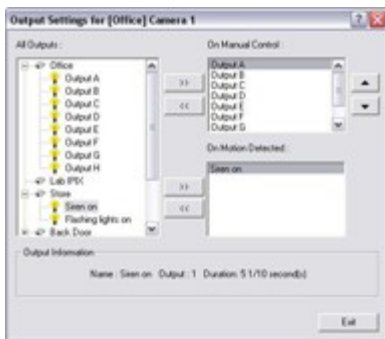 Output Settings for [Office] Camera 1
All Outputs :
Office
Output A
Output B
Output C
Output D
Output E
Output F
Output G
Output H
Lab IPIX
Store
Siren on
Flashing lights on
Back Door
>>
<<
>>
<<
On Manual Control :
Output A
Output B
Output C
Output D
Output E
Output F
Output G
On Motion Detected :
Siren on
Output Information
Name : Siren on Output : 1 Duration: 5 1/10 second(s)
Exit